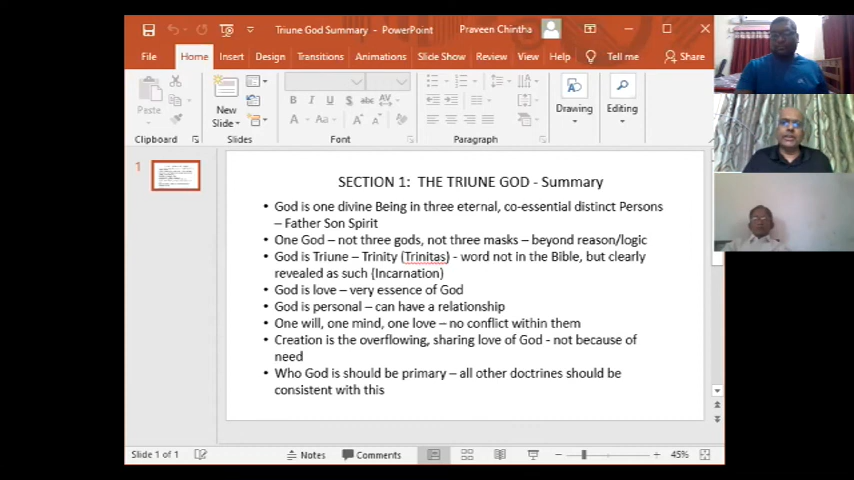 Triune God Summary - PowerPoint
Praveen Chintha
File Home Insert Design Transitions Animations Slide Show Review View Help Tell me Share
Paste
New
Slide
Drawing
Editing
B I U S abc AV
A Aa A A
Clipboard Slides Font Paragraph
1
SECTION 1: THE TRIUNE GOD - Summary
• God is one divine Being in three eternal, co-essential distinct Persons
– Father Son Spirit
• One God – not three gods, not three masks – beyond reason/logic
• God is Triune – Trinity (Trinitas) - word not in the Bible, but clearly
revealed as such (Incarnation)
• God is love – very essence of God
• God is personal – can have a relationship
• One will, one mind, one love – no conflict within them
• Creation is the overflowing, sharing love of God - not because of
need
• Who God is should be primary – all other doctrines should be
consistent with this
Slide 1 of 1 Notes Comments 45%